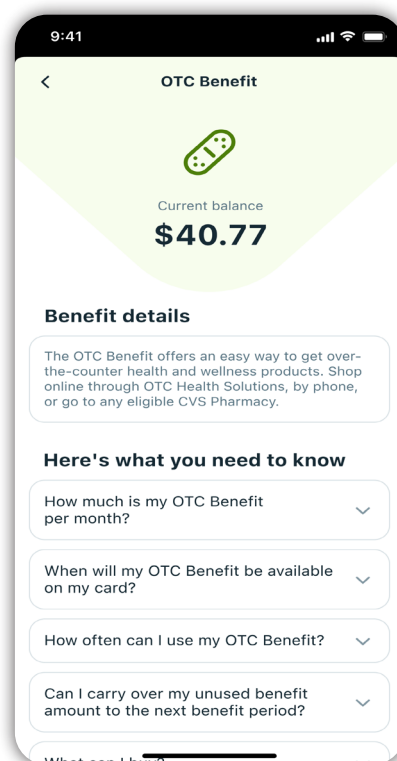 9:41
OTC Benefit
Current balance
$40.77
Benefit details
The OTC Benefit offers an easy way to get over-
the-counter health and wellness products. Shop
online through OTC Health Solutions, by phone,
or go to any eligible CVS Pharmacy.
Here's what you need to know
How much is my OTC Benefit
per month?
When will my OTC Benefit be available
on my card?
How often can I use my OTC Benefit?
Can I carry over my unused benefit
amount to the next benefit period?
What can I buy?